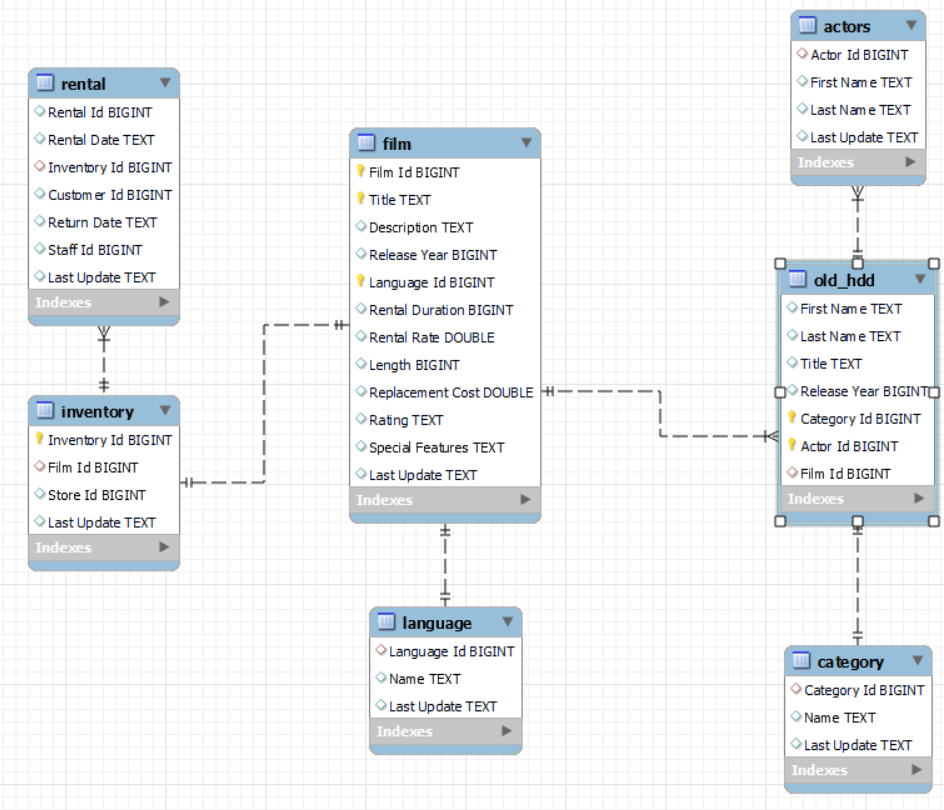 rental
Rental Id BIGINT
Rental Date TEXT
Inventory Id BIGINT
Customer Id BIGINT
Return Date TEXT
Staff Id BIGINT
Last Update TEXT
Indexes
inventory
Inventory Id BIGINT
Film Id BIGINT
Store Id BIGINT
Last Update TEXT
Indexes
film
Film Id BIGINT
Title TEXT
Description TEXT
Release Year BIGINT
Language Id BIGINT
Rental Duration BIGINT
Rental Rate DOUBLE
Length BIGINT
Replacement Cost DOUBLE
Rating TEXT
Special Features TEXT
Last Update TEXT
Indexes
language
Language Id BIGINT
Name TEXT
Last Update TEXT
Indexes
actors
Actor Id BIGINT
First Name TEXT
Last Name TEXT
Last Update TEXT
Indexes
old_hdd
First Name TEXT
Last Name TEXT
Title TEXT
Release Year BIGINT
Category Id BIGINT
Actor Id BIGINT
Film Id BIGINT
Indexes
category
Category Id BIGINT
Name TEXT
Last Update TEXT
Indexes